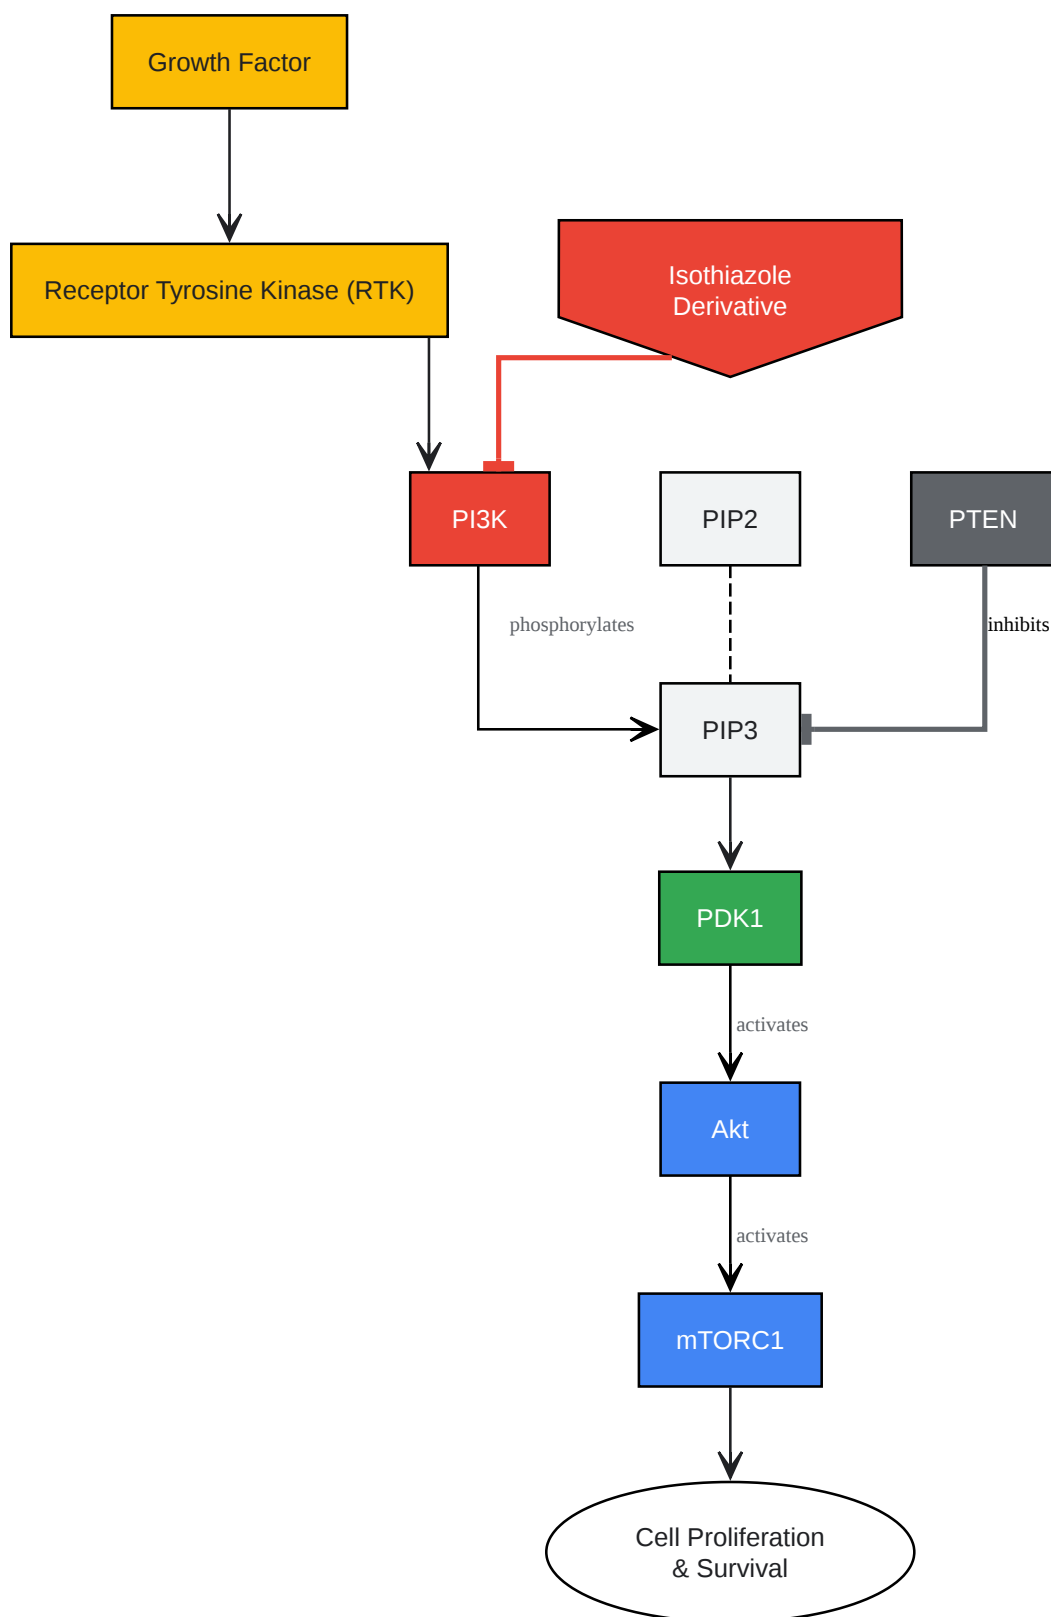 Growth Factor
Receptor Tyrosine Kinase (RTK)
Isothiazole
Derivative
PI3K
PIP2
PTEN
phosphorylates
inhibits
PIP3
PDK1
activates
Akt
activates
mTORC1
Cell Proliferation
& Survival